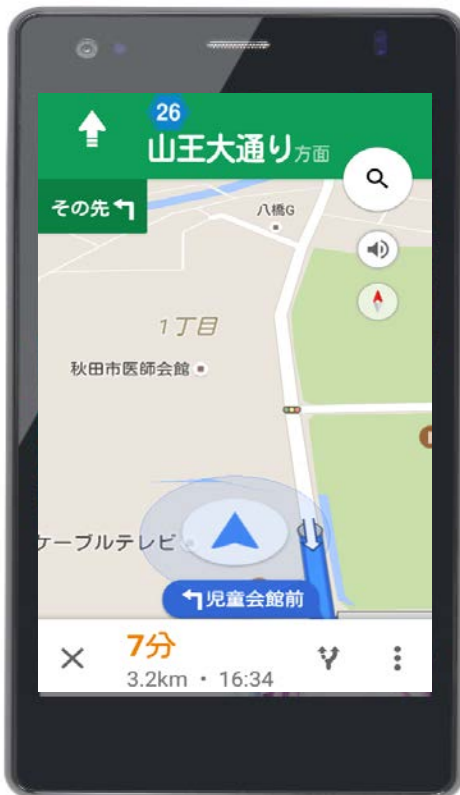 26
山王大通り方面
その先
八橋G
1丁目
秋田市医師会館
ケーブルテレビ
児童会館前
7分
3.2km • 16:34